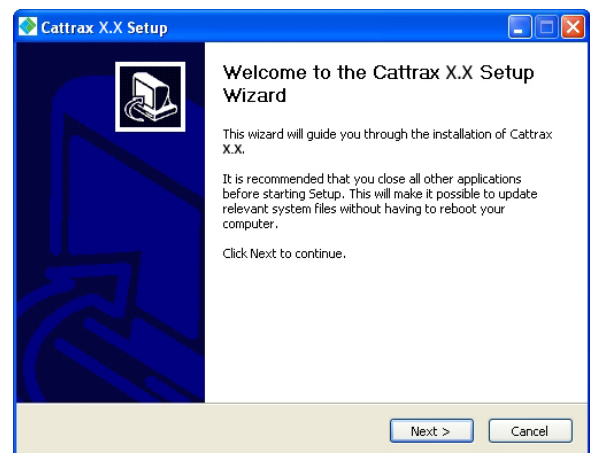 Cattrax X.X Setup
Welcome to the Cattrax X.X Setup
Wizard
This wizard will guide you through the installation of Cattrax
X.X.
It is recommended that you close all other applications
before starting Setup. This will make it possible to update
relevant system files without having to reboot your
computer.
Click Next to continue.
Next >
Cancel